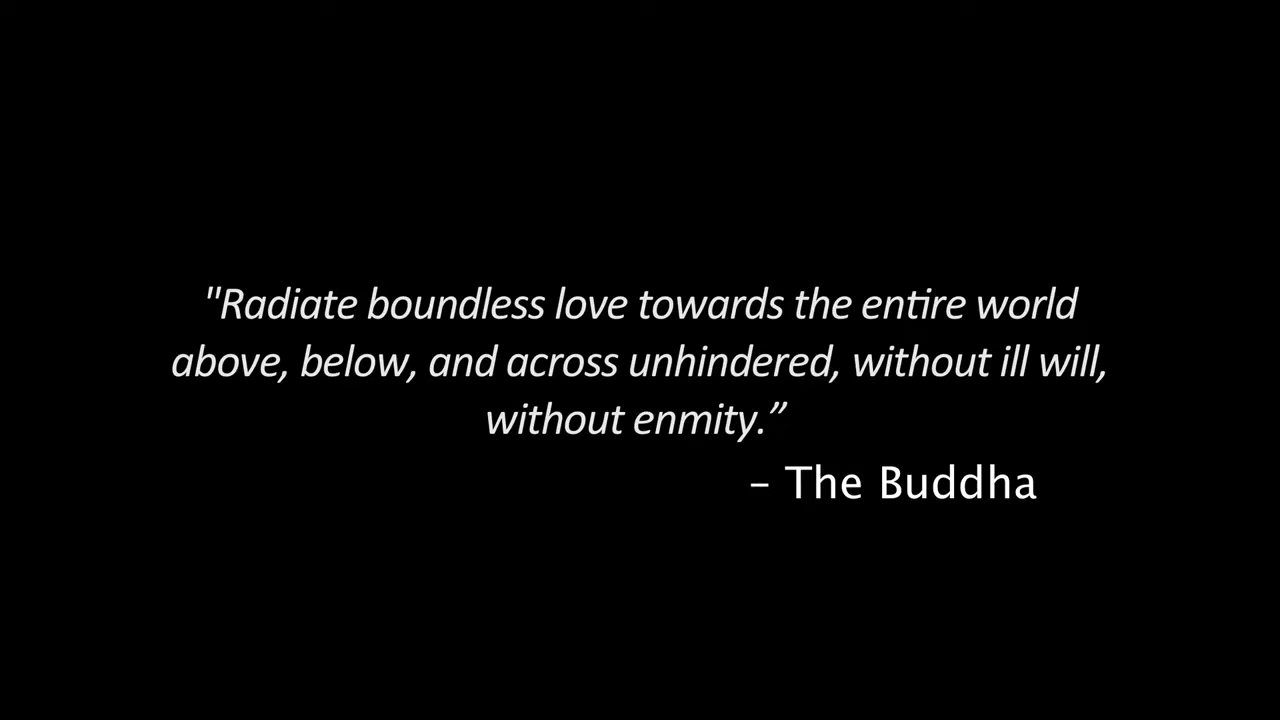 "Radiate boundless love towards the entire world
above, below, and across unhindered, without ill will,
without enmity.”
– The Buddha